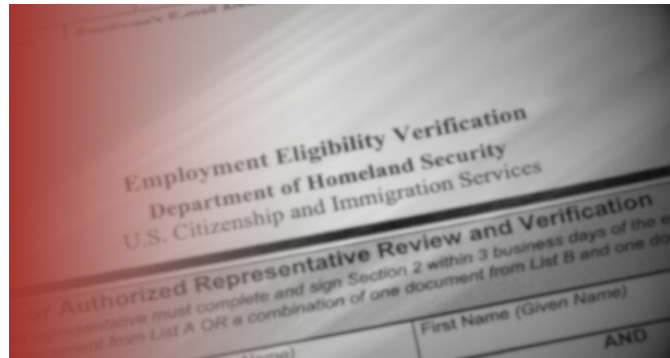 Employment Eligibility Verification
Department of Homeland Security
U.S. Citizenship and Immigration Services
or Authorized Representative Review and Verification
representative must complete and sign Section 2 within 3 business days of the
from List A OR a combination of one document from List B and one
First Name (Given Name)
Name)
AND